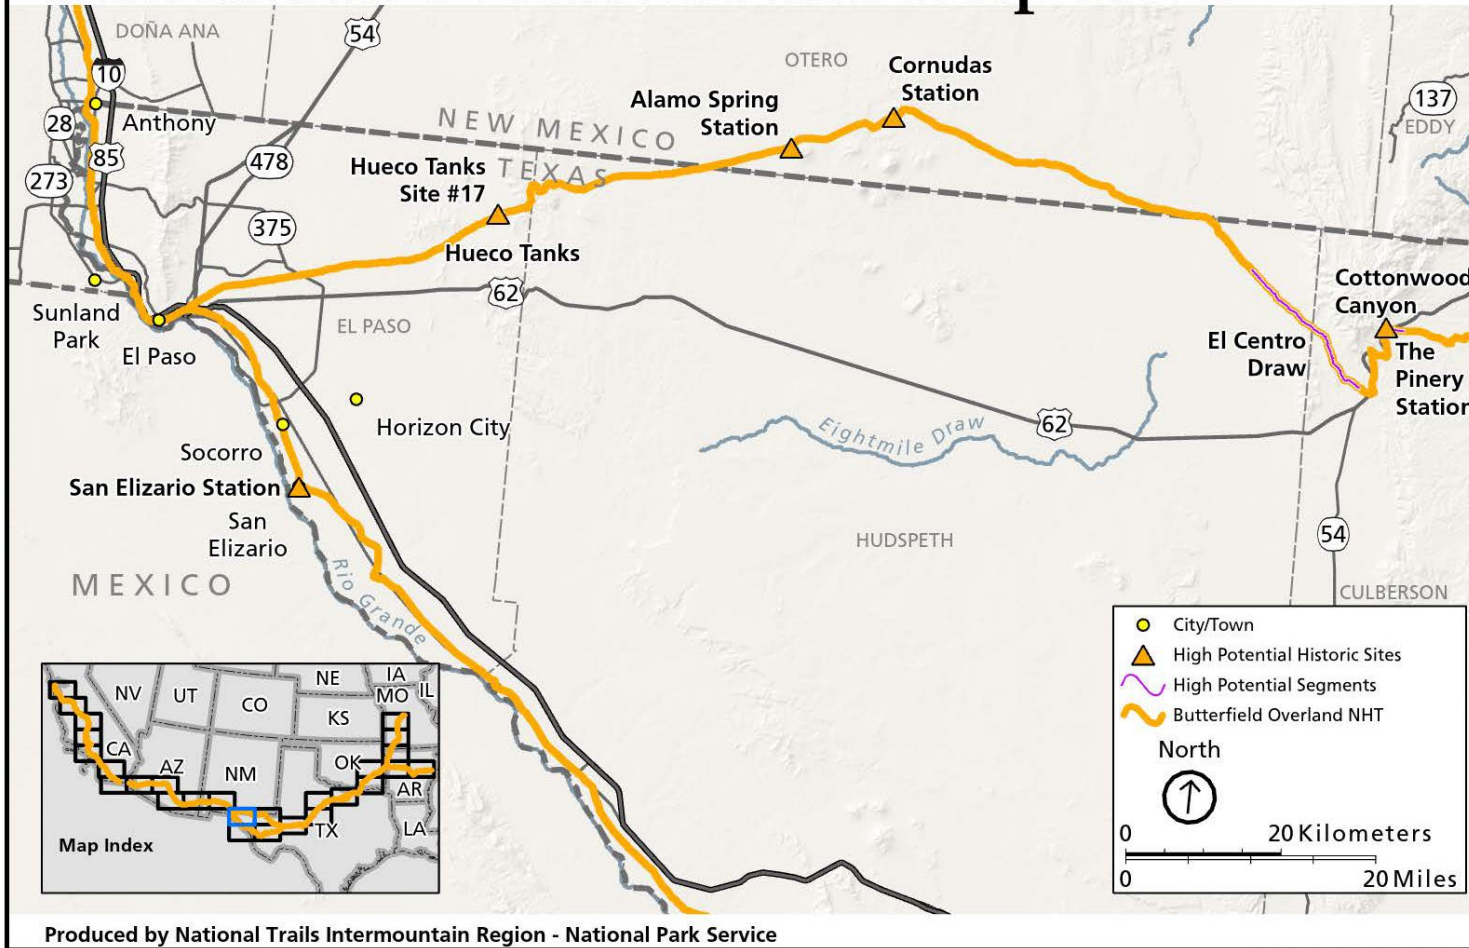 DOÑA ANA
54
OTERO
Cornudas
Station
10
137
EDDY
Alamo Spring
Station
28
Anthony
NEW MEXICO
85
478
TEXAS
Hueco Tanks
Site #17
273
375
Hueco Tanks
Cottonwood
Canyon
62
Sunland
Park
EL PASO
El Paso
El Centro
Draw
The
Pinery
Station
Horizon City
Eightmile Draw
62
Socorro
San Elizario Station
San
Elizario
54
HUDSPETH
MEXICO
Rio Grande
CULBERSON
City/Town
High Potential Historic Sites
High Potential Segments
Butterfield Overland NHT
North
0 20 Kilometers
0 20 Miles
NV
UT
CO
NE
IA
MO
IL
KS
CA
AZ
NM
OK
AR
TX
LA
Map Index
Produced by National Trails Intermountain Region - National Park Service